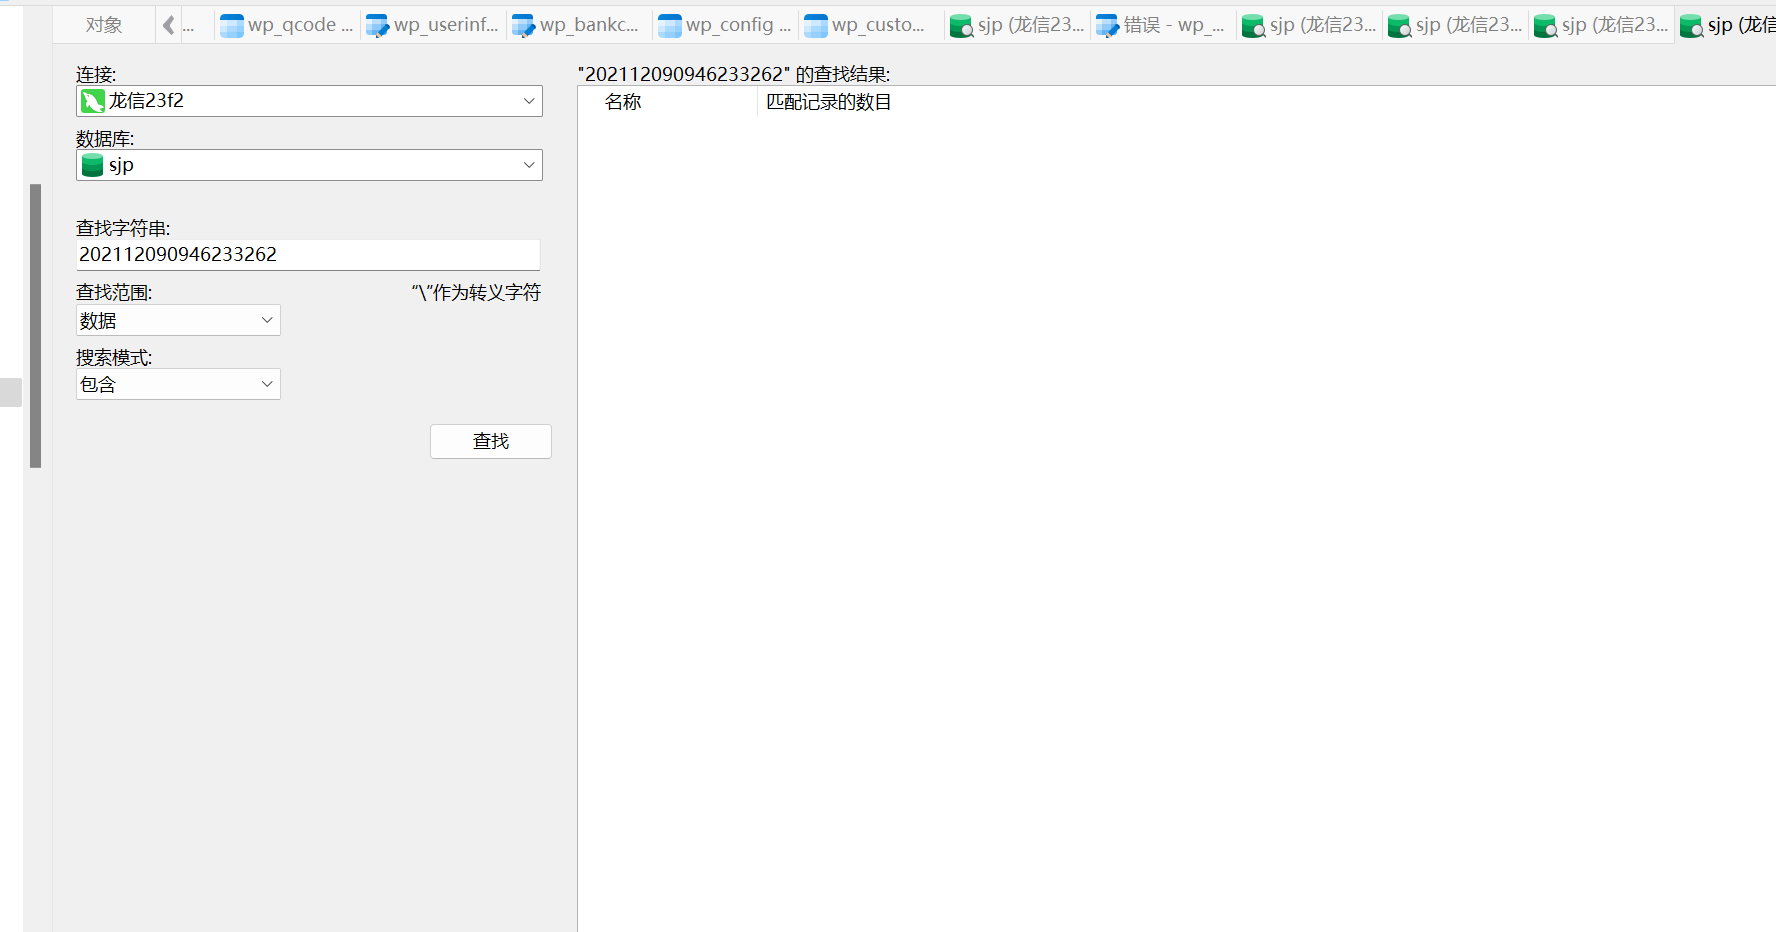 对象
... wp_qcode ... wp_userinf... wp_bankc... wp_config ... wp_custo... sjp (龙信23... 错误 - wp_... sjp (龙信23... sjp (龙信23... sjp (龙信23... sjp (龙信
连接:
龙信23f2
数据库:
sjp
查找字符串:
202112090946233262
查找范围:
“\”作为转义字符
数据
搜索模式:
包含
查找
"202112090946233262" 的查找结果:
名称 匹配记录的数目